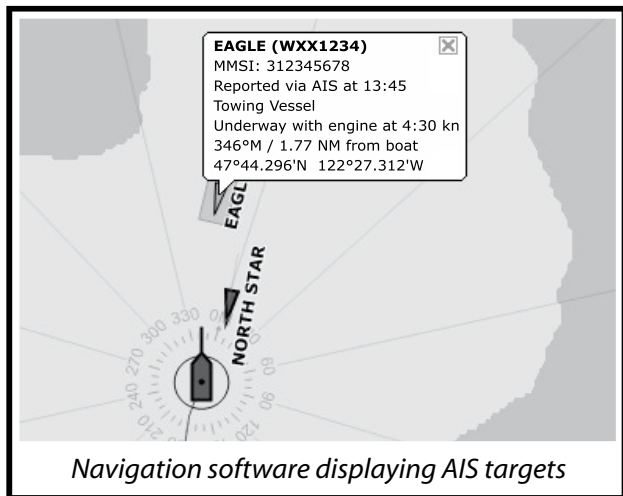 EAGLE (WXX1234)
MMSI: 312345678
Reported via AIS at 13:45
Towing Vessel
Underway with engine at 4:30 kn
346°M / 1.77 NM from boat
47°44.296'N 122°27.312'W
EAGL
NORTH STAR
300
330
270
240
210
60
90
120
Navigation software displaying AIS targets